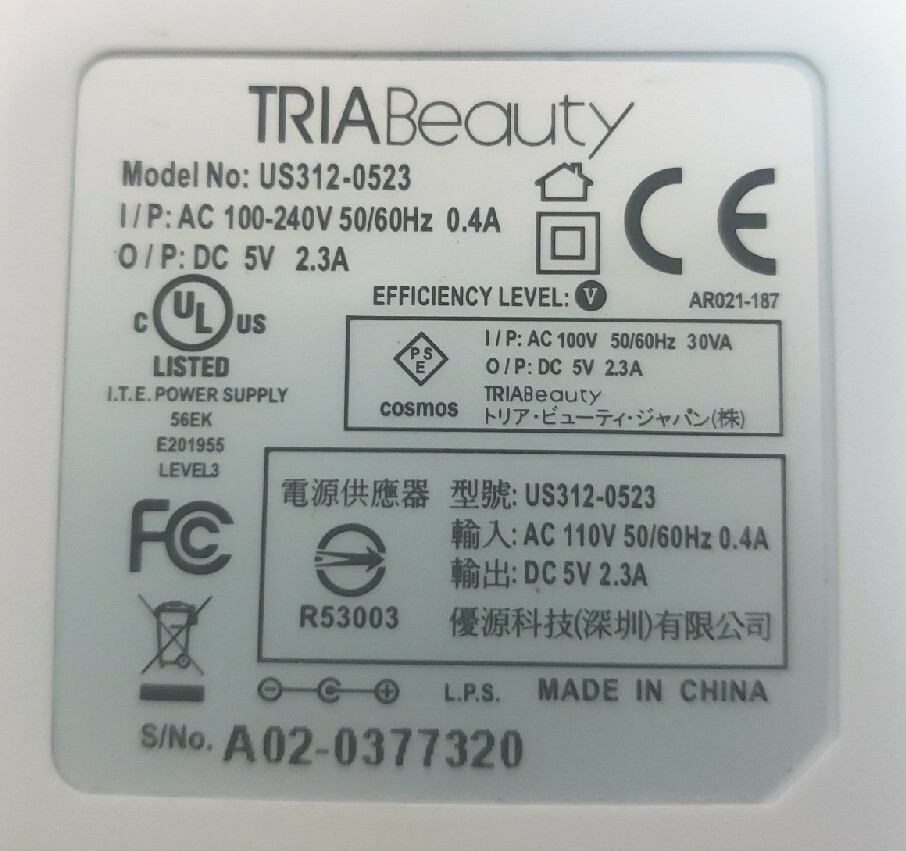 TRIABeauty
Model No: US312-0523
I/P: AC 100-240V 50/60Hz 0.4A
O/P: DC 5V 2.3A
EFFICIENCY LEVEL: V
CE
AR021-187
C UL US
LISTED
I.T.E. POWER SUPPLY
56EK
E201955
LEVEL3
PSE
cosmos
I/P: AC 100V 50/60Hz 30VA
O/P: DC 5V 2.3A
TRIABeauty
トリア・ビューティ・ジャパン(株)
FC
電源供應器
R53003
型號: US312-0523
輸入: AC 110V 50/60Hz 0.4A
輸出: DC 5V 2.3A
優源科技(深圳)有限公司
L.P.S. MADE IN CHINA
S/No. A02-0377320